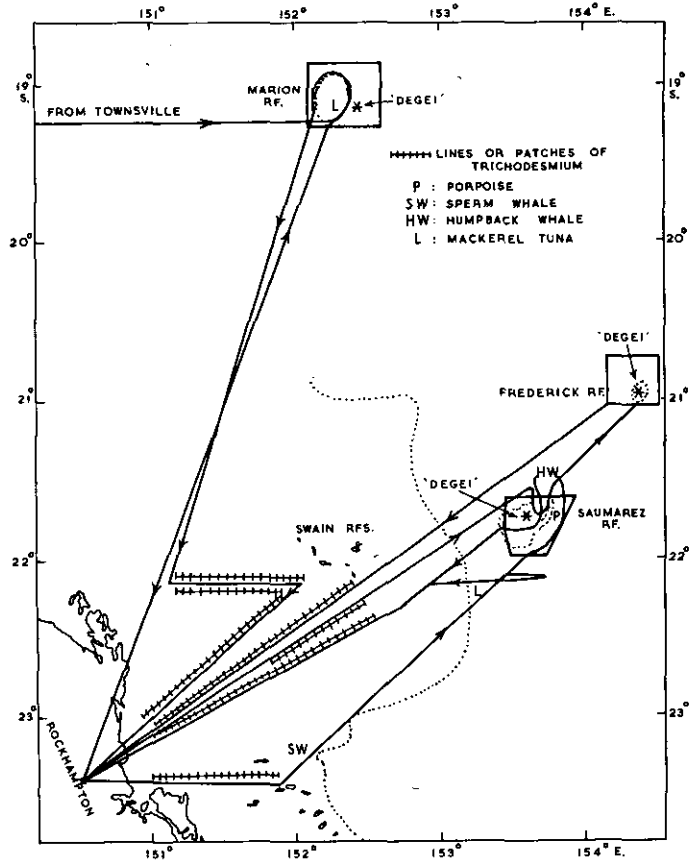 151° 152° 153° 154° E.
19° S.
MARION RF.
'DEGEI'
L
19° S.
FROM TOWNSVILLE
LINES OR PATCHES OF TRICHODESMIUM
P : PORPOISE
SW: SPERM WHALE
HW: HUMPBACK WHALE
L : MACKEREL TUNA
20°
20°
'DEGEI'
FREDERICK RF.
21°
21°
HW
'DEGEI'
P
SAUMAREZ RF.
SWAIN RFS.
22°
22°
L
23°
23°
ROCKHAMPTON
SW
151° 152° 153° 154° E.